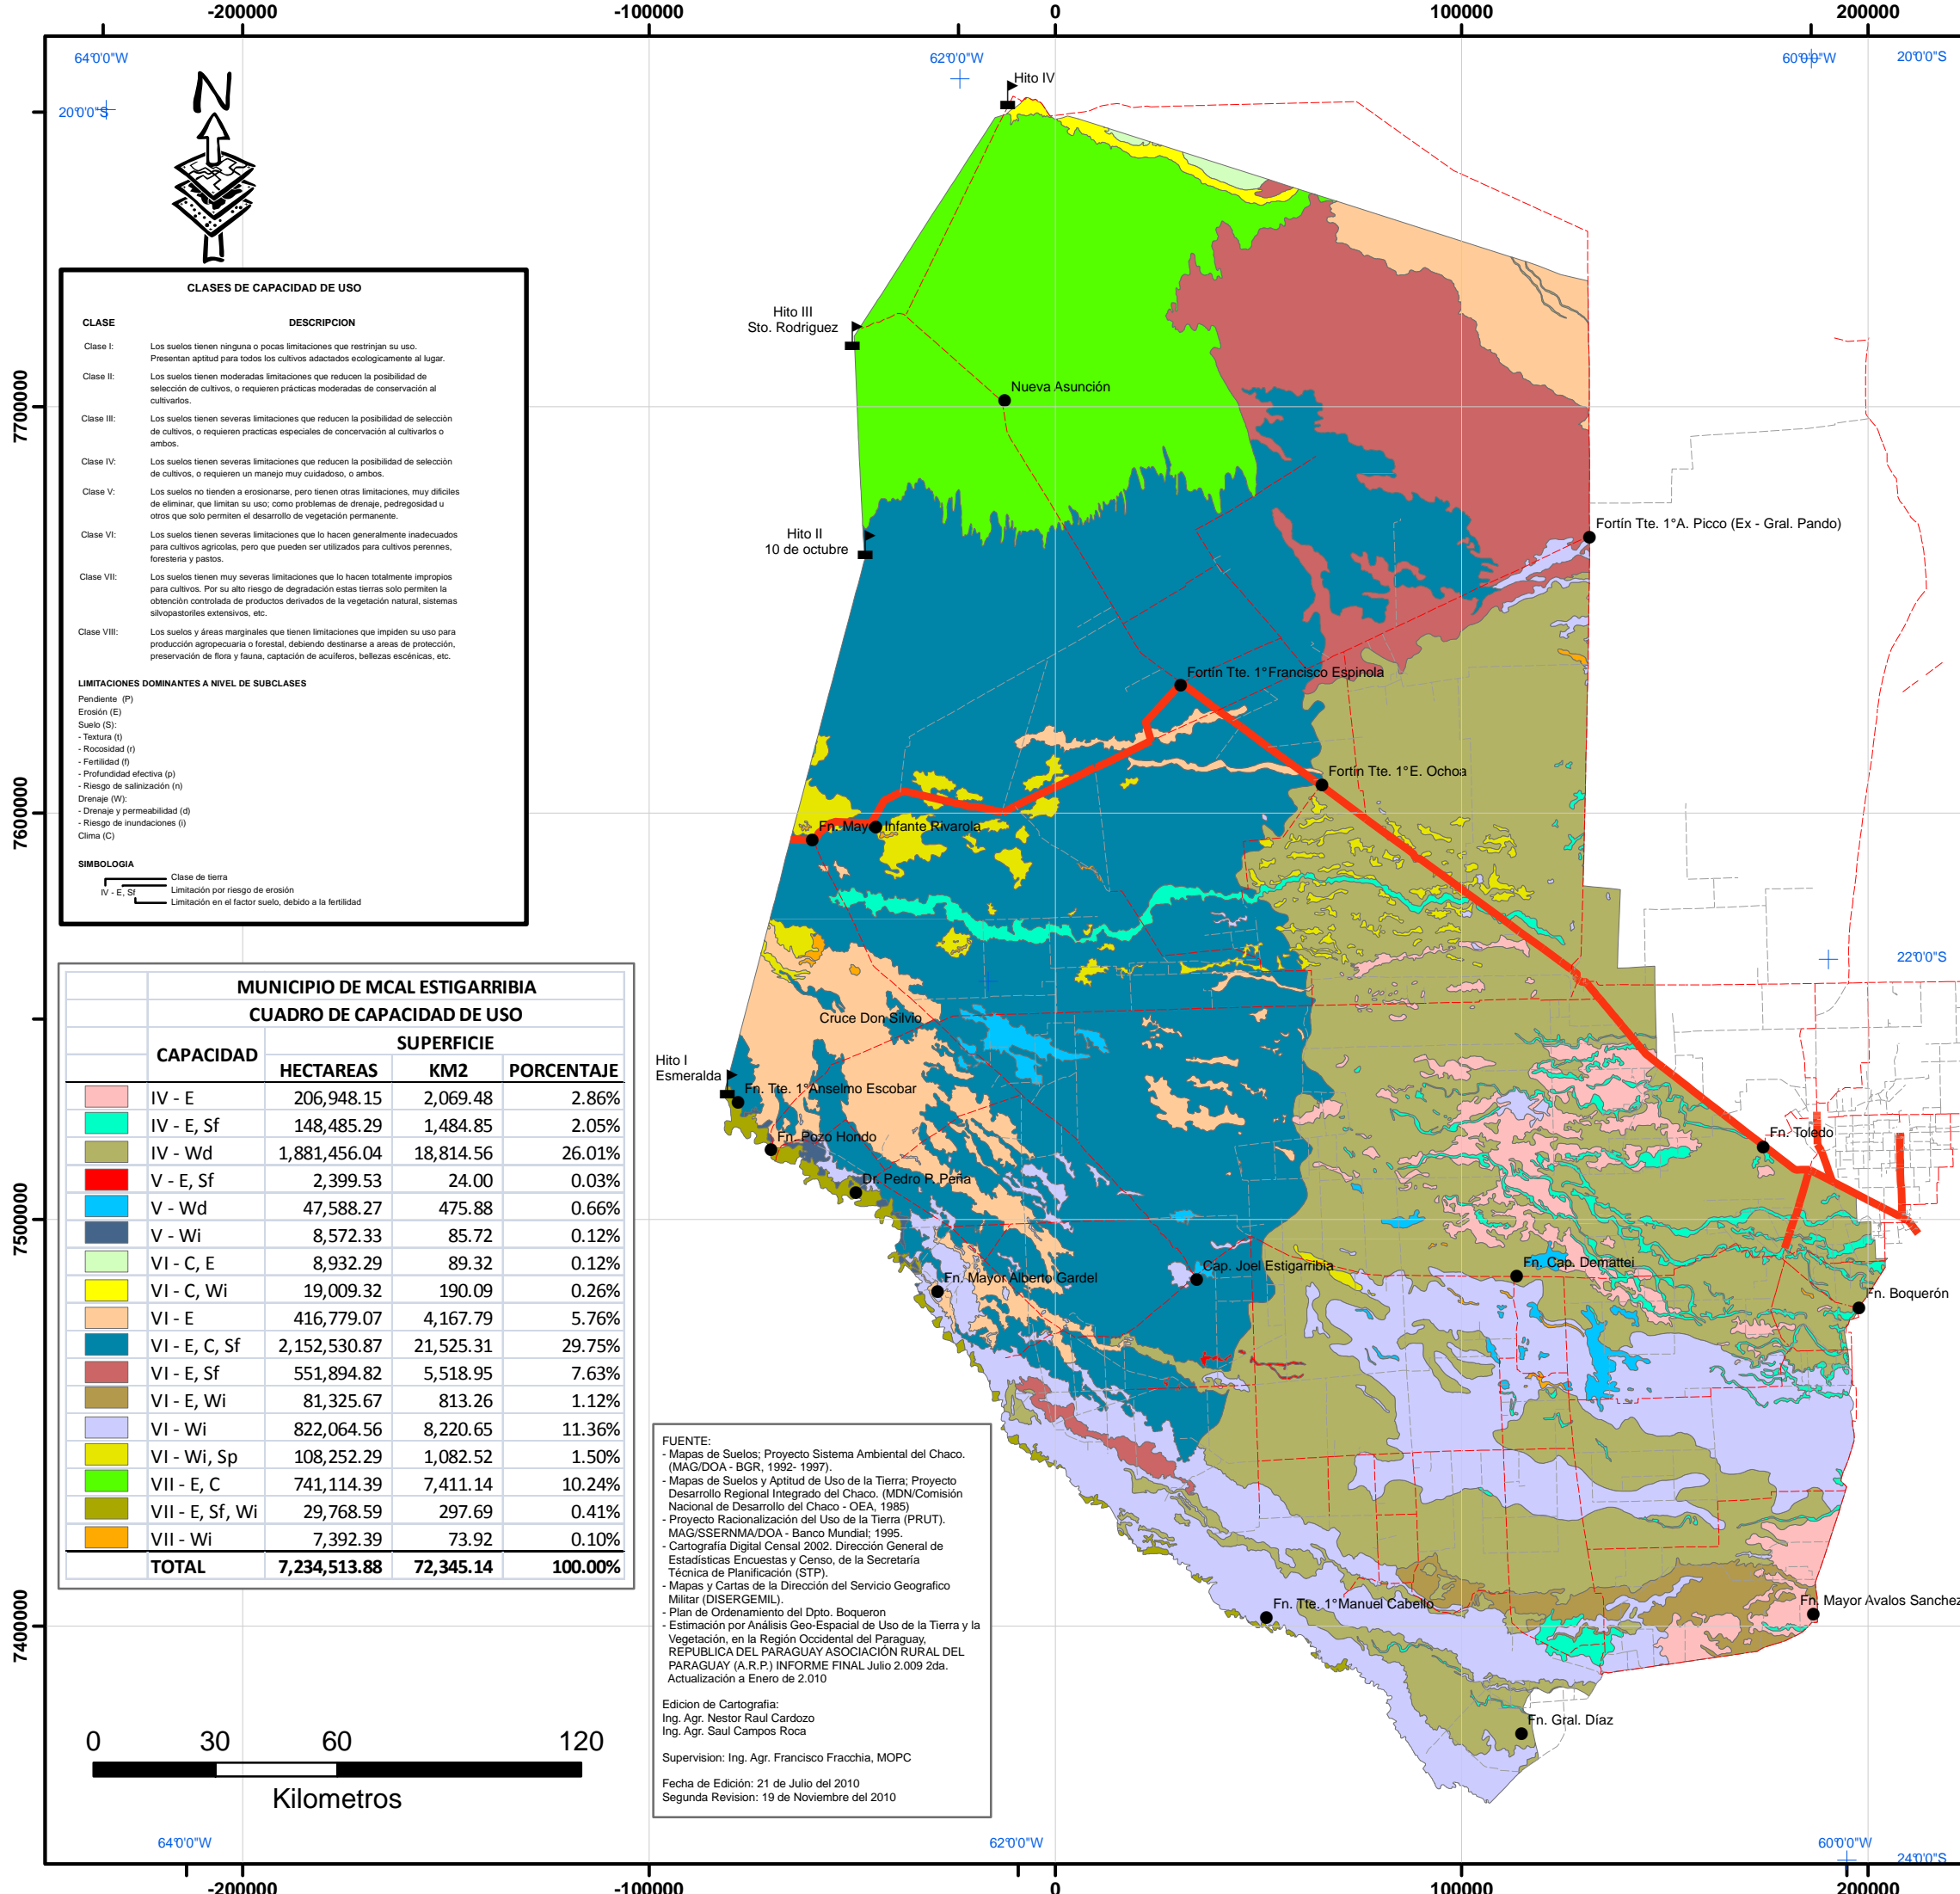 -200000 -100000 0 100000 200000
64°0'0"W 62°0'0"W 60°0'0"W 20°0'0"S
20°0'0"S
N
Hito IV
Hito III
Sto. Rodriguez
Nueva Asunción
Hito II
10 de octubre
Fortín Tte. 1°A. Picco (Ex - Gral. Pando)
Fortín Tte. 1°Francisco Espinola
Fortín Tte. 1°E. Ochoa
Fn. May Infante Rivarola
22°0'0"S
Cruce Don Silvio
Hito I
Esmeralda
Fn. Tte. 1°Anselmo Escobar
Fn. Pozo Hondo
Dr. Pedro P. Peña
Fn. Toledo
Cap. Joel Estigarribia
Fn. Cap. Demattei
Fn. Mayor Alberto Gardel
Fn. Boquerón
Fn. Tte. 1°Manuel Cabello
Fn. Mayor Avalos Sanchez
Fn. Gral. Díaz
7700000
7600000
7500000
7400000
CLASES DE CAPACIDAD DE USO
CLASE DESCRIPCION
Clase I: Los suelos tienen ninguna o pocas limitaciones que restrinjan su uso.
Presentan aptitud para todos los cultivos adactados ecologicamente al lugar.
Clase II: Los suelos tienen moderadas limitaciones que reducen la posibilidad de
selección de cultivos, o requieren prácticas moderadas de conservación al
cultivarlos.
Clase III: Los suelos tienen severas limitaciones que reducen la posibilidad de selección
de cultivos, o requieren practicas especiales de concervación al cultivarlos o
ambos.
Clase IV: Los suelos tienen severas limitaciones que reducen la posibilidad de selección
de cultivos, o requieren un manejo muy cuidadoso, o ambos.
Clase V: Los suelos no tienden a erosionarse, pero tienen otras limitaciones, muy dificiles
de eliminar, que limitan su uso; como problemas de drenaje, pedregosidad u
otros que solo permiten el desarrollo de vegetación permanente.
Clase VI: Los suelos tienen severas limitaciones que lo hacen generalmente inadecuados
para cultivos agricolas, pero que pueden ser utilizados para cultivos perennes,
foresteria y pastos.
Clase VII: Los suelos tienen muy severas limitaciones que lo hacen totalmente impropios
para cultivos. Por su alto riesgo de degradación estas tierras solo permiten la
obtención controlada de productos derivados de la vegetación natural, sistemas
silvopastoriles extensivos, etc.
Clase VIII: Los suelos y áreas marginales que tienen limitaciones que impiden su uso para
producción agropecuaria o forestal, debiendo destinarse a areas de protección,
preservación de flora y fauna, captación de acuíferos, bellezas escénicas, etc.
LIMITACIONES DOMINANTES A NIVEL DE SUBCLASES
Pendiente (P)
Erosión (E)
Suelo (S):
- Textura (t)
- Rocosidad (r)
- Fertilidad (f)
- Profundidad efectiva (p)
- Riesgo de salinización (n)
Drenaje (W):
- Drenaje y permeabilidad (d)
- Riesgo de inundaciones (i)
Clima (C)
SIMBOLOGIA
Clase de tierra
IV - E, Sf Limitación por riesgo de erosión
Limitación en el factor suelo, debido a la fertilidad
MUNICIPIO DE MCAL ESTIGARRIBIA
CUADRO DE CAPACIDAD DE USO
CAPACIDAD SUPERFICIE
HECTAREAS KM2 PORCENTAJE
IV - E 206,948.15 2,069.48 2.86%
IV - E, Sf 148,485.29 1,484.85 2.05%
IV - Wd 1,881,456.04 18,814.56 26.01%
V - E, Sf 2,399.53 24.00 0.03%
V - Wd 47,588.27 475.88 0.66%
V - Wi 8,572.33 85.72 0.12%
VI - C, E 8,932.29 89.32 0.12%
VI - C, Wi 19,009.32 190.09 0.26%
VI - E 416,779.07 4,167.79 5.76%
VI - E, C, Sf 2,152,530.87 21,525.31 29.75%
VI - E, Sf 551,894.82 5,518.95 7.63%
VI - E, Wi 81,325.67 813.26 1.12%
VI - Wi 822,064.56 8,220.65 11.36%
VI - Wi, Sp 108,252.29 1,082.52 1.50%
VII - E, C 741,114.39 7,411.14 10.24%
VII - E, Sf, Wi 29,768.59 297.69 0.41%
VII - Wi 7,392.39 73.92 0.10%
TOTAL 7,234,513.88 72,345.14 100.00%
FUENTE:
- Mapas de Suelos; Proyecto Sistema Ambiental del Chaco.
(MAG/DOA - BGR, 1992- 1997).
- Mapas de Suelos y Aptitud de Uso de la Tierra; Proyecto
Desarrollo Regional Integrado del Chaco. (MDN/Comisión
Nacional de Desarrollo del Chaco - OEA, 1985)
- Proyecto Racionalización del Uso de la Tierra (PRUT).
MAG/SSERNMA/DOA - Banco Mundial; 1995.
- Cartografía Digital Censal 2002. Dirección General de
Estadísticas Encuestas y Censo, de la Secretaría
Técnica de Planificación (STP).
- Mapas y Cartas de la Dirección del Servicio Geografico
Militar (DISERGEMIL).
- Plan de Ordenamiento del Dpto. Boqueron
- Estimación por Análisis Geo-Espacial de Uso de la Tierra y la
Vegetación, en la Región Occidental del Paraguay,
REPUBLICA DEL PARAGUAY ASOCIACIÓN RURAL DEL
PARAGUAY (A.R.P.) INFORME FINAL Julio 2.009 2da.
Actualización a Enero de 2.010
Edicion de Cartografia:
Ing. Agr. Nestor Raul Cardozo
Ing. Agr. Saul Campos Roca
Supervision: Ing. Agr. Francisco Fracchia, MOPC
Fecha de Edición: 21 de Julio del 2010
Segunda Revision: 19 de Noviembre del 2010
0 30 60 120
Kilometros
64°0'0"W 62°0'0"W 60°0'0"W
24°0'0"S
-200000 -100000 0 100000 200000